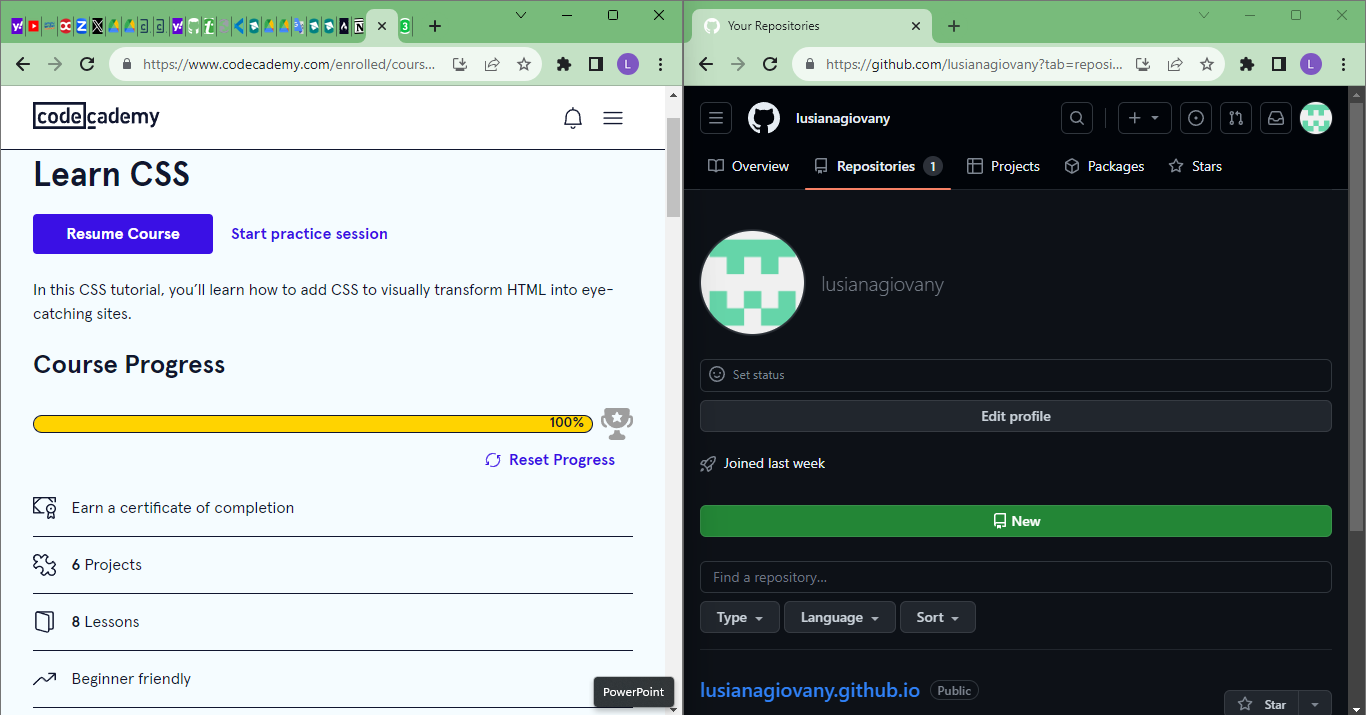 https://www.codecademy.com/enrolled/cours...
L
codecademy
Learn CSS
Resume Course
Start practice session
In this CSS tutorial, you’ll learn how to add CSS to visually transform HTML into eye-
catching sites.
Course Progress
100%
Reset Progress
Earn a certificate of completion
6 Projects
8 Lessons
Beginner friendly
PowerPoint
Your Repositories
https://github.com/lusianagiovany?tab=reposi...
L
lusianagiovany
Overview
Repositories 1
Projects
Packages
Stars
lusianagiovany
Set status
Edit profile
Joined last week
New
Find a repository...
Type
Language
Sort
lusianagiovany.github.io
Public
Star